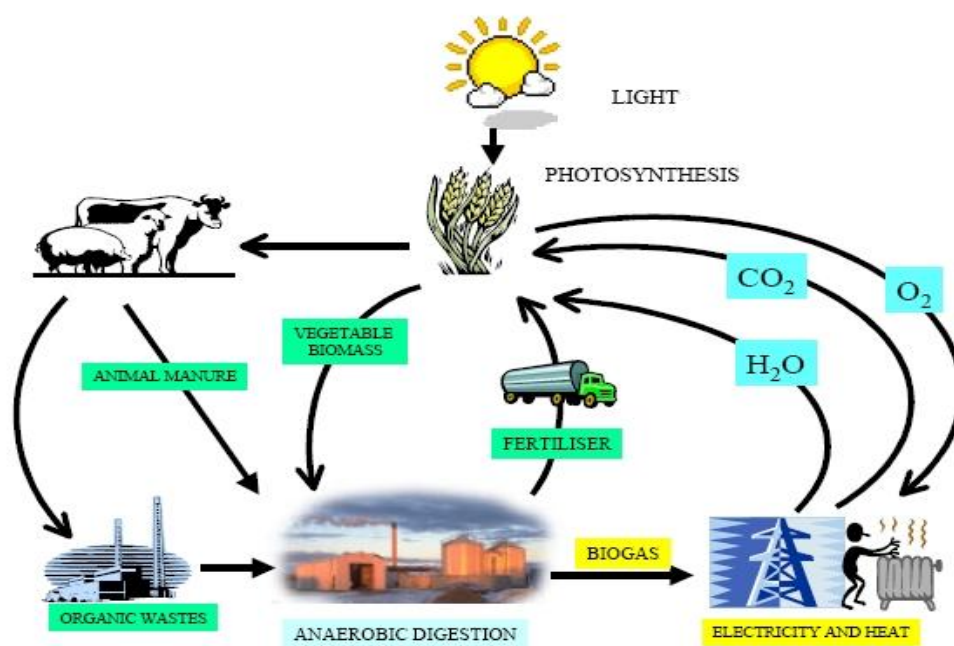 LIGHT
PHOTOSYNTHESIS
CO₂
O₂
VEGETABLE
BIOMASS
H₂O
ANIMAL MANURE
FERTILISER
BIOGAS
ORGANIC WASTES
ANAEROBIC DIGESTION
ELECTRICITY AND HEAT